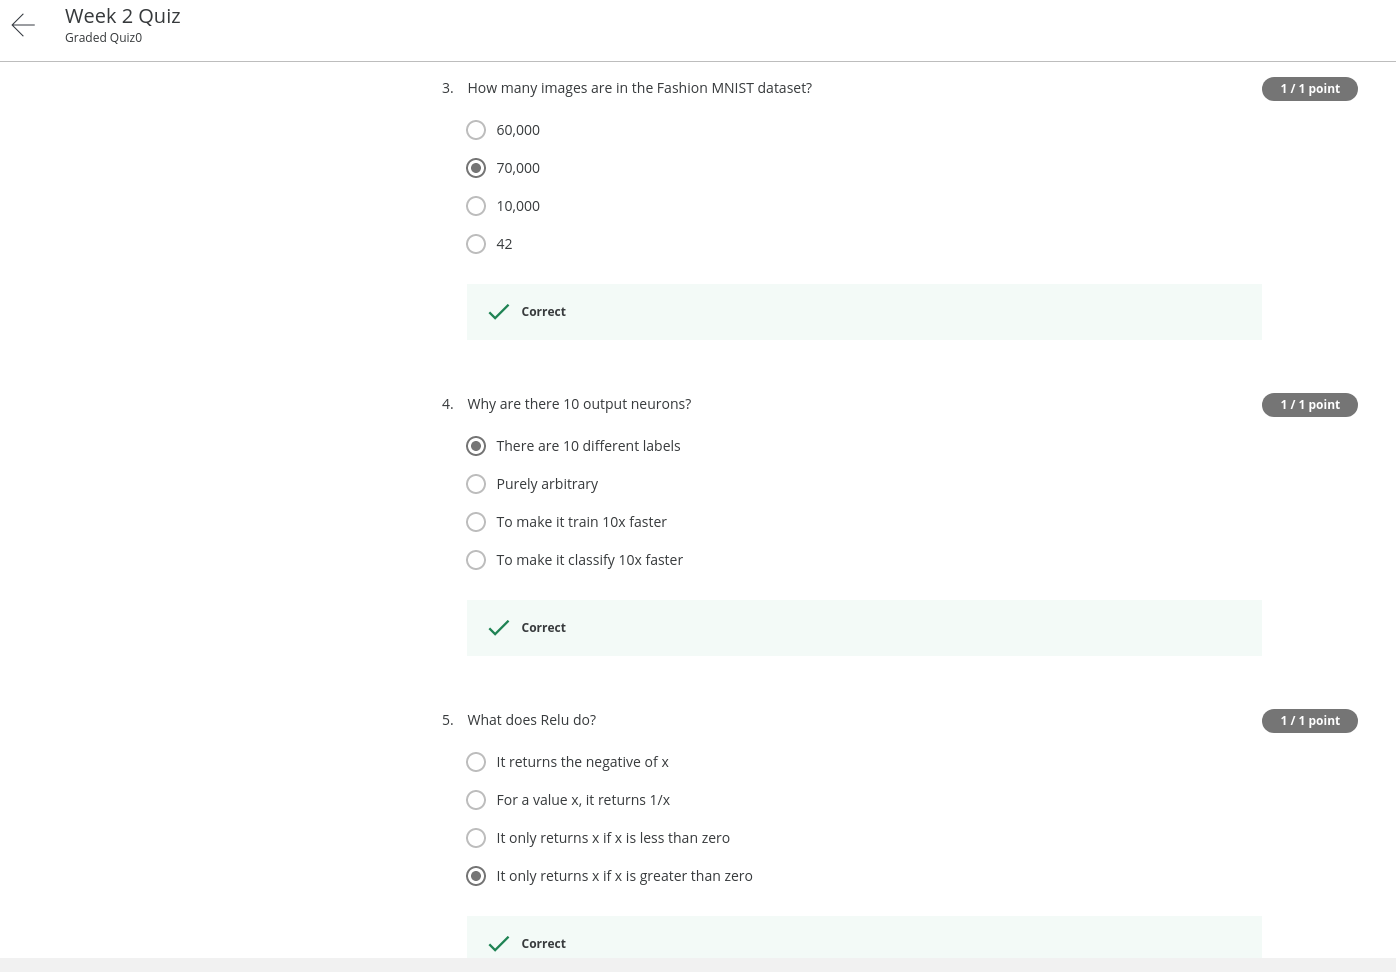 Week 2 Quiz
Graded Quiz0
3. How many images are in the Fashion MNIST dataset?
1 / 1 point
60,000
70,000
10,000
42
Correct
4. Why are there 10 output neurons?
1 / 1 point
There are 10 different labels
Purely arbitrary
To make it train 10x faster
To make it classify 10x faster
Correct
5. What does Relu do?
1 / 1 point
It returns the negative of x
For a value x, it returns 1/x
It only returns x if x is less than zero
It only returns x if x is greater than zero
Correct